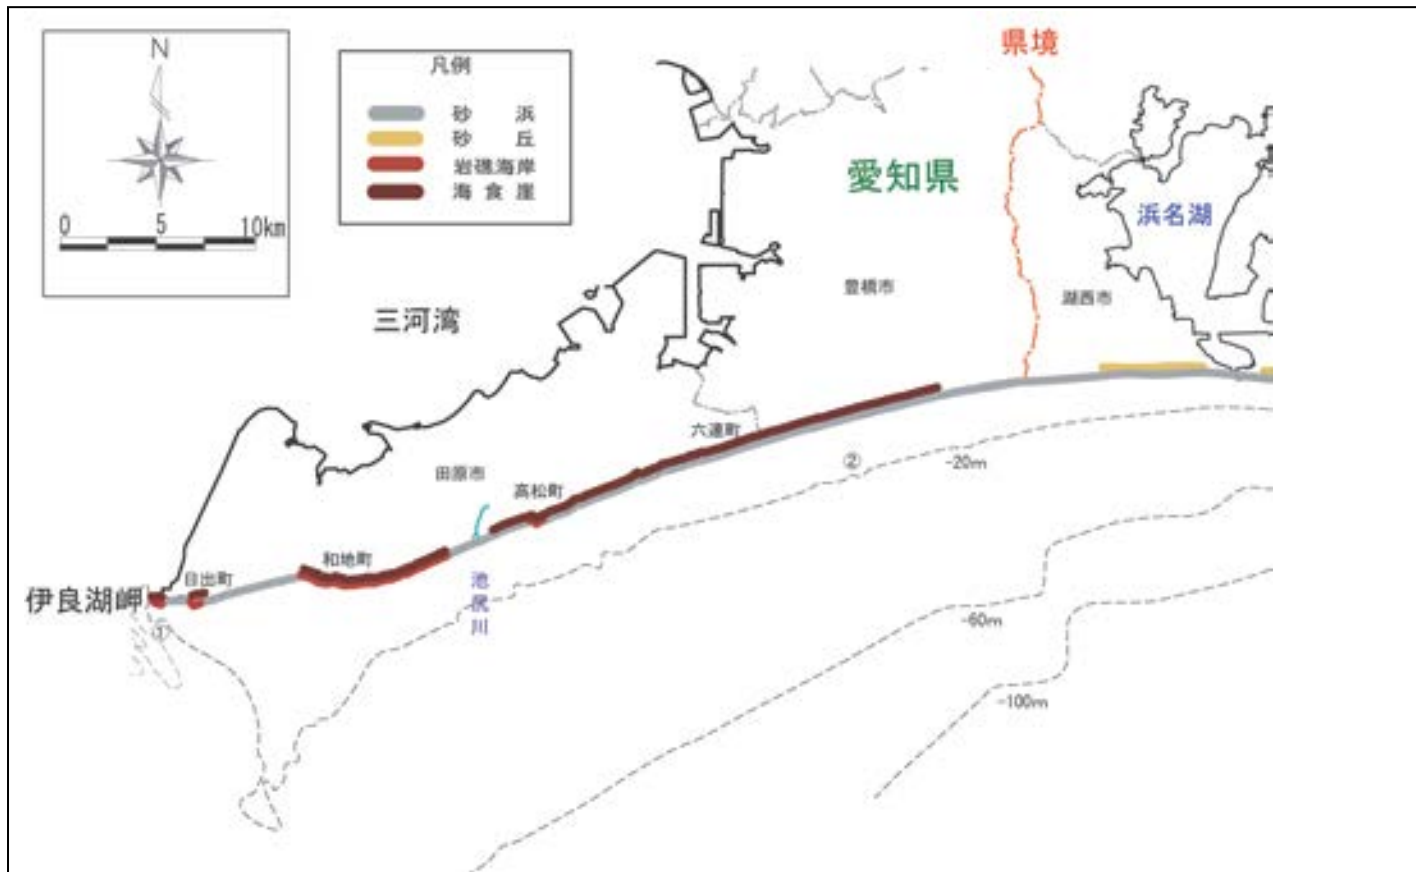 N
0 5 10km
凡例
砂 浜
砂 丘
岩礁海岸
海食崖
県境
愛知県
浜名湖
三河湾
豊橋市
湖西市
六連町
田原市
高松町
②
-20m
和地町
日出町
伊良湖岬
池尻川
①
-60m
-100m